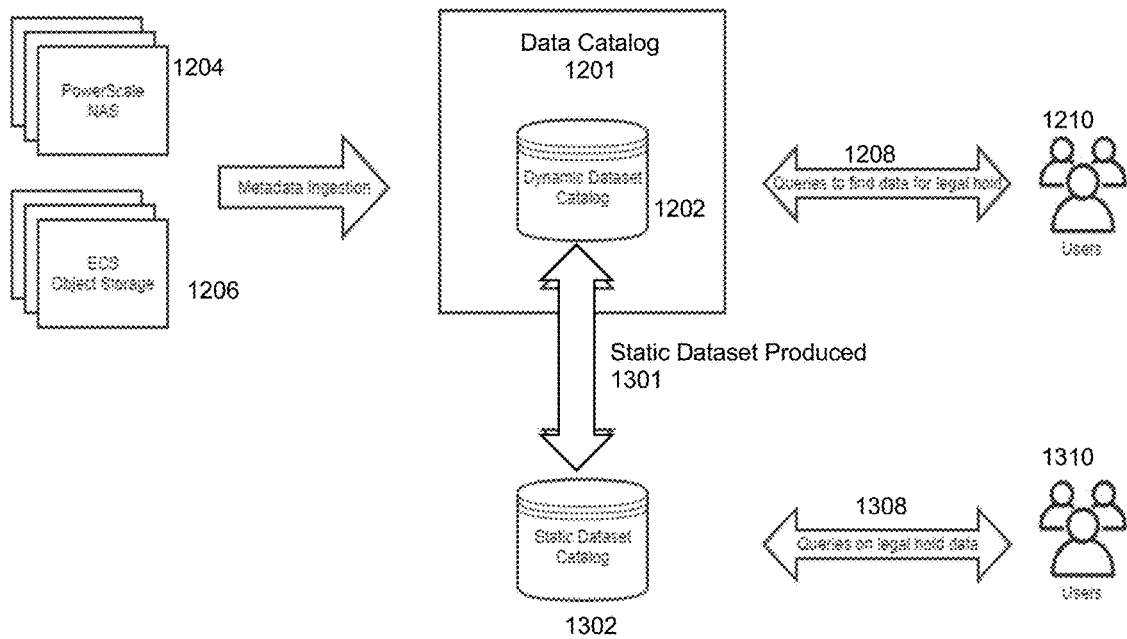 1204
PowerScale
NAS
ECS
Object Storage
1206
Metadata Ingestion
Data Catalog
1201
Dynamic Dataset
Catalog
1202
1208
Queries to find data for legal hold
1210
Users
Static Dataset Produced
1301
Static Dataset
Catalog
1302
1308
Queries on legal hold data
1310
Users